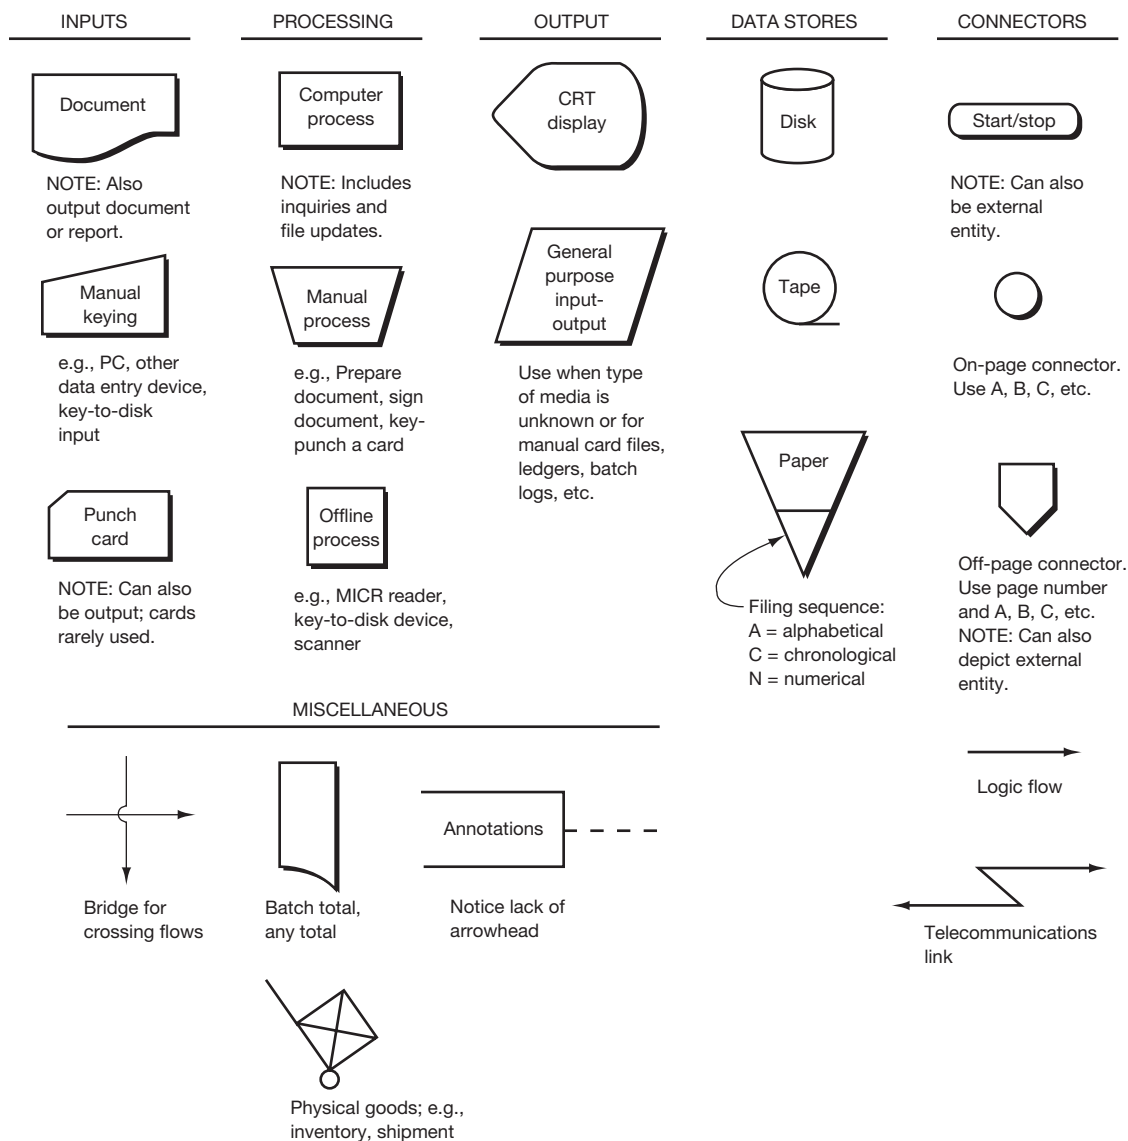 INPUTS
Document
NOTE: Also
output document
or report.
Manual
keying
e.g., PC, other
data entry device,
key-to-disk
input
Punch
card
NOTE: Can also
be output; cards
rarely used.
PROCESSING
Computer
process
NOTE: Includes
inquiries and
file updates.
Manual
process
e.g., Prepare
document, sign
document, key-
punch a card
Offline
process
e.g., MICR reader,
key-to-disk device,
scanner
OUTPUT
CRT
display
General
purpose
input-
output
Use when type
of media is
unknown or for
manual card files,
ledgers, batch
logs, etc.
DATA STORES
Disk
Tape
Paper
Filing sequence:
A = alphabetical
C = chronological
N = numerical
CONNECTORS
Start/stop
NOTE: Can also
be external
entity.
On-page connector.
Use A, B, C, etc.
Off-page connector.
Use page number
and A, B, C, etc.
NOTE: Can also
depict external
entity.
Logic flow
Telecommunications
link
MISCELLANEOUS
Bridge for
crossing flows
Batch total,
any total
Annotations
Notice lack of
arrowhead
Physical goods; e.g.,
inventory, shipment